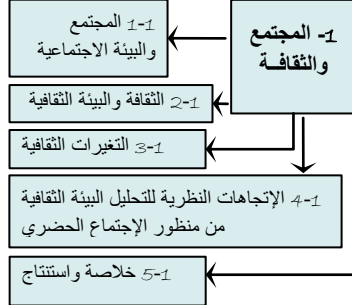 1- المجتمع
والثقافــة
1-1 المجتمع
والبيئة الاجتماعية
2-1 الثقافة والبيئة الثقافية
3-1 التغيرات الثقافية
4-1 الإتجاهات النظرية للتحليل البيئة الثقافية
من منظور الإجتماع الحضري
5-1 خلاصة واستنتاج